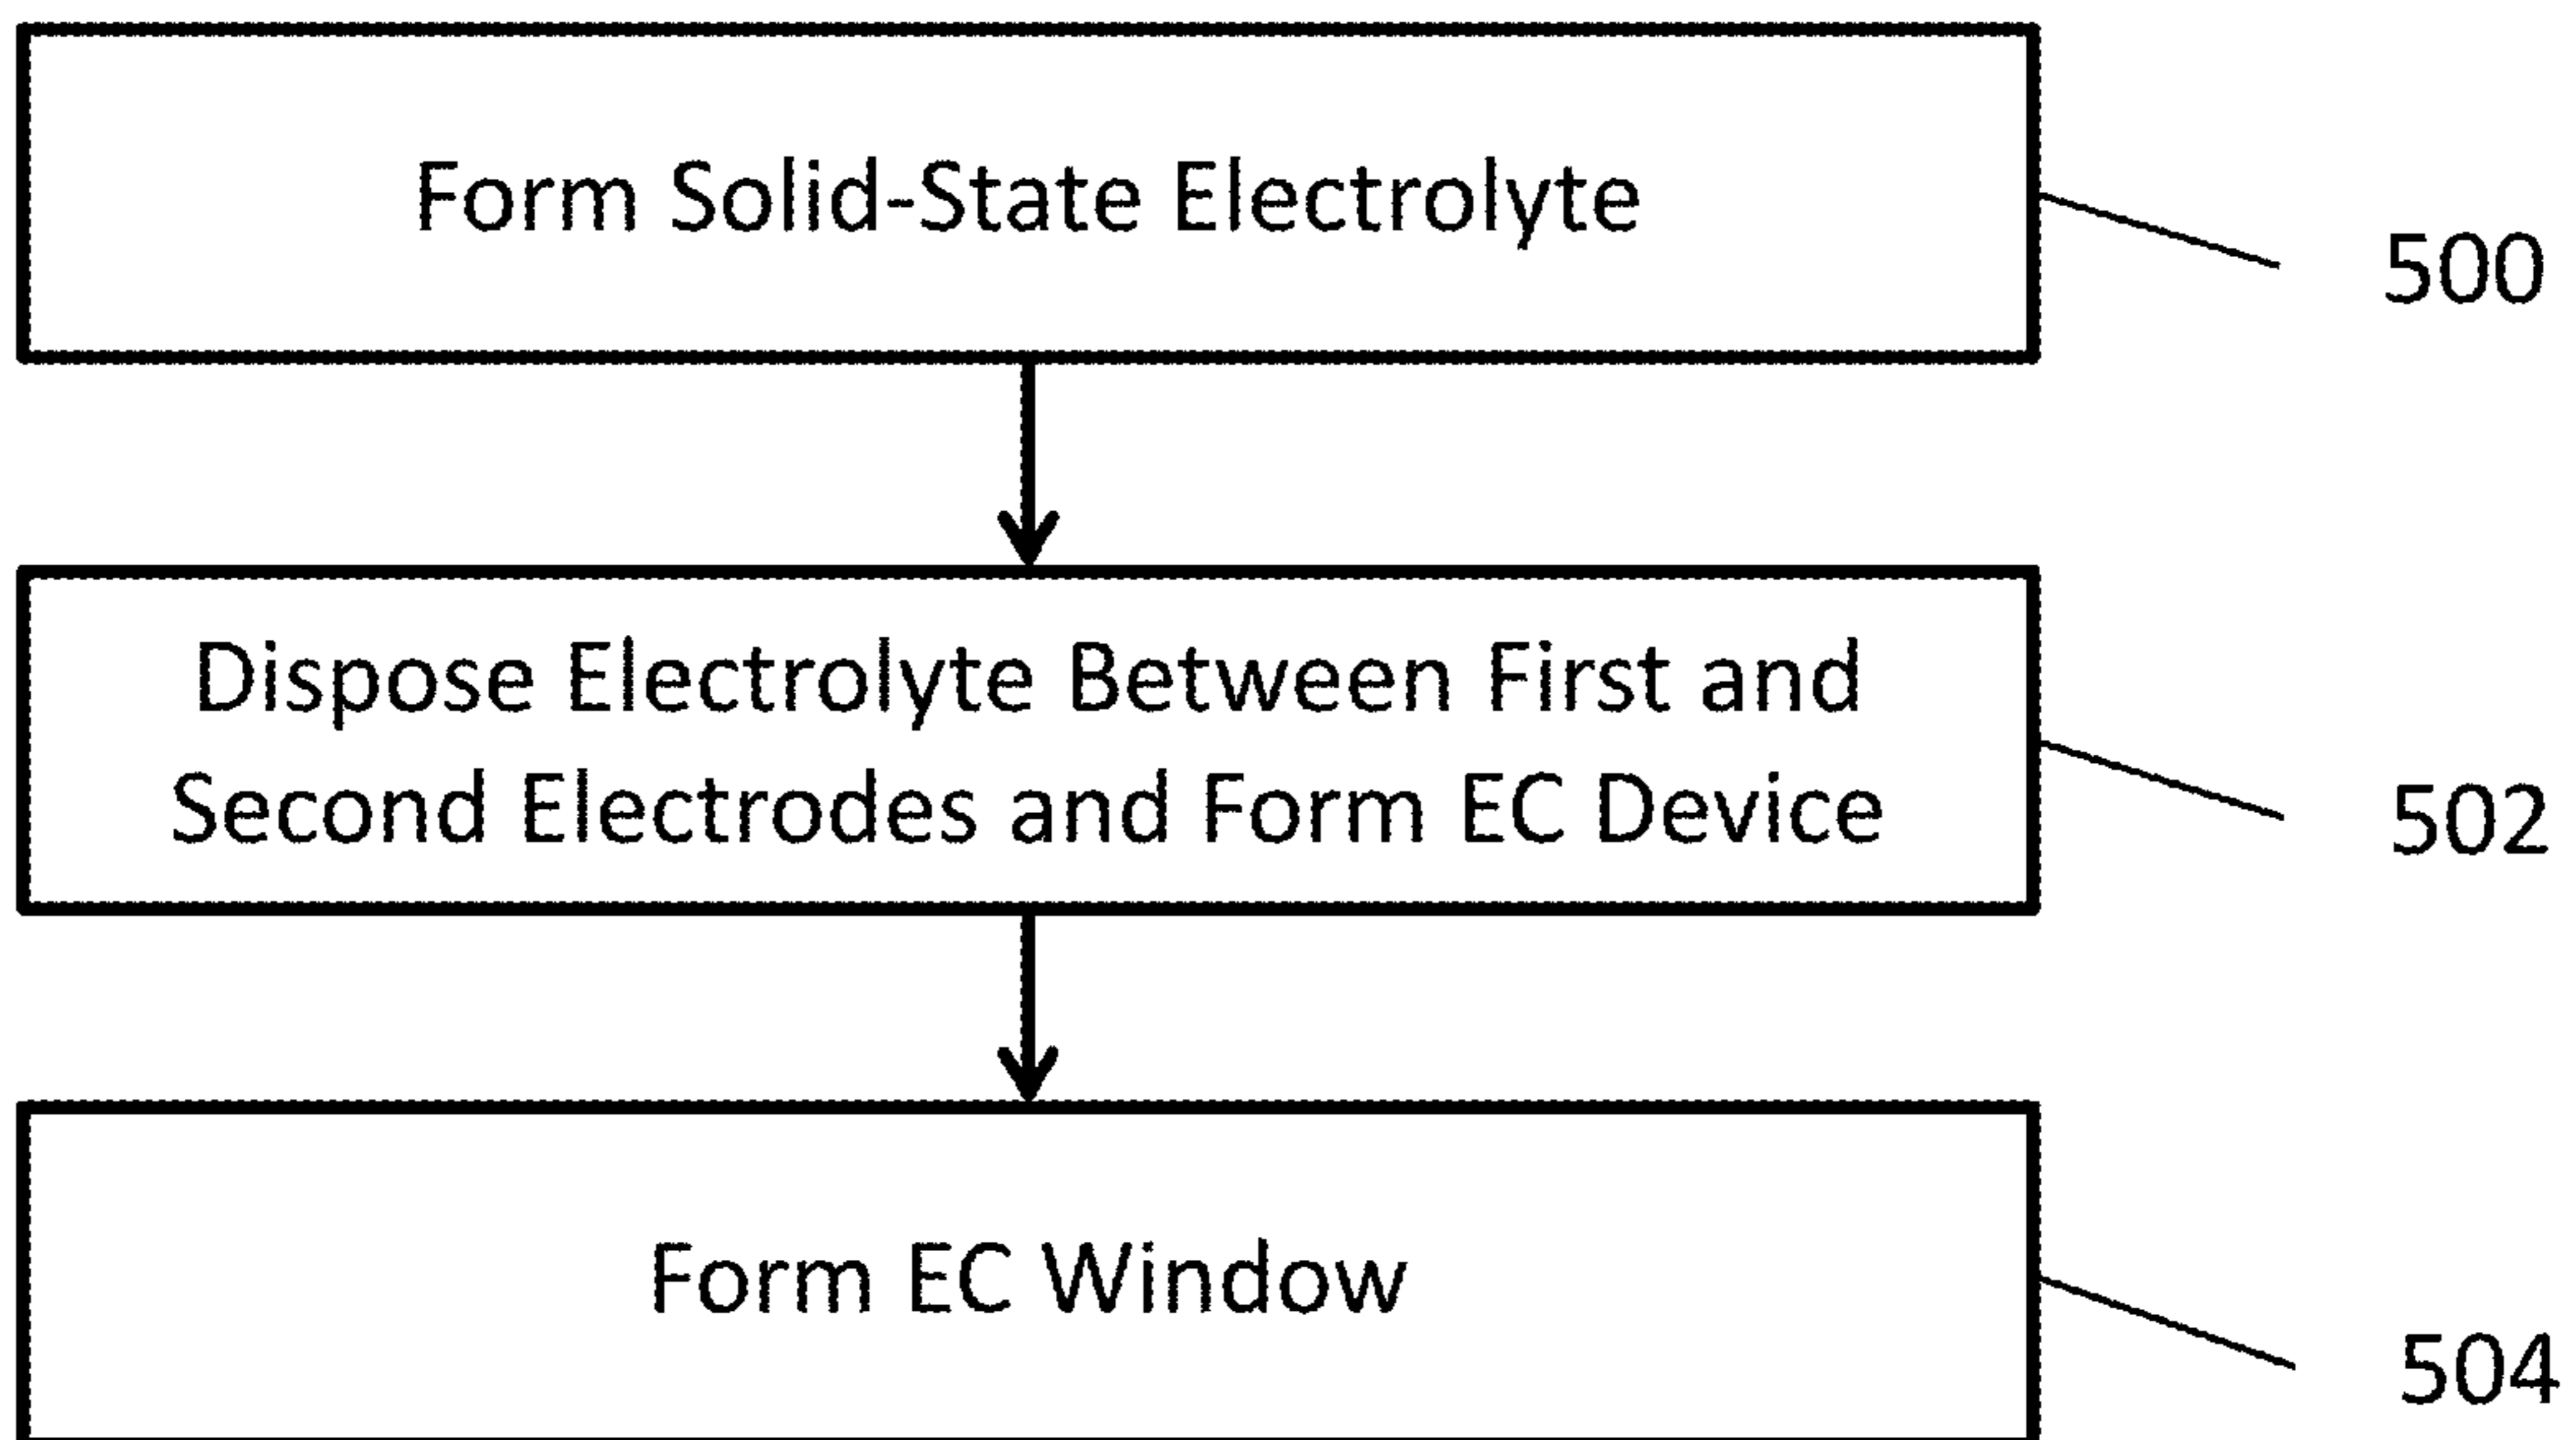 Form Solid-State Electrolyte
500
Dispose Electrolyte Between First and
Second Electrodes and Form EC Device
502
Form EC Window
504